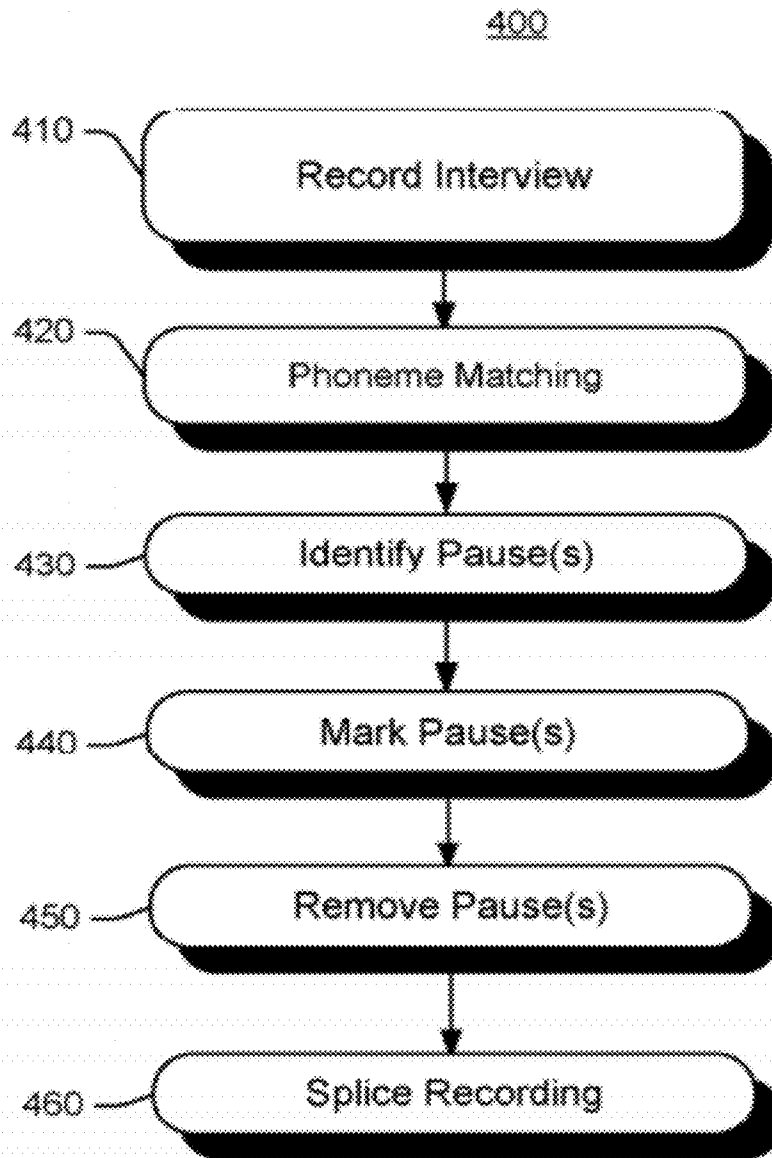 400
410
Record Interview
420
Phoneme Matching
430
Identify Pause(s)
440
Mark Pause(s)
450
Remove Pause(s)
460
Splice Recording